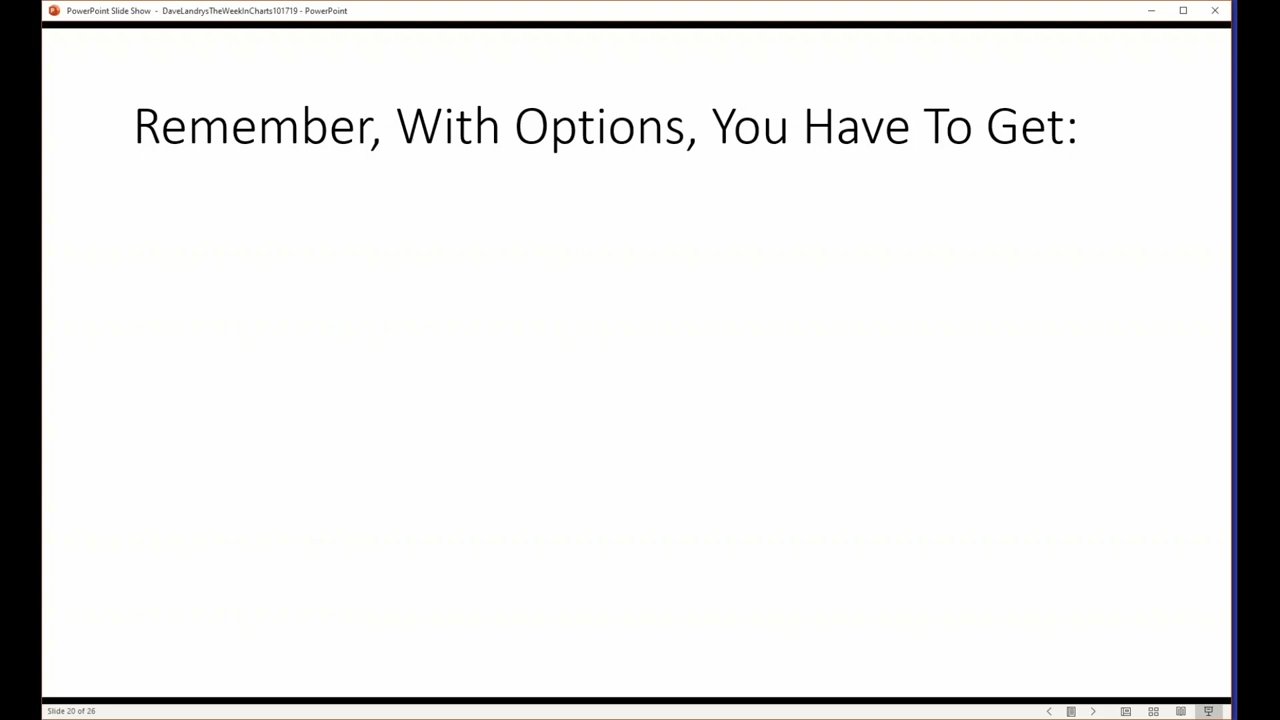 PowerPoint Slide Show - DaveLandrysTheWeekInCharts101719 - PowerPoint
Remember, With Options, You Have To Get:
Slide 20 of 26